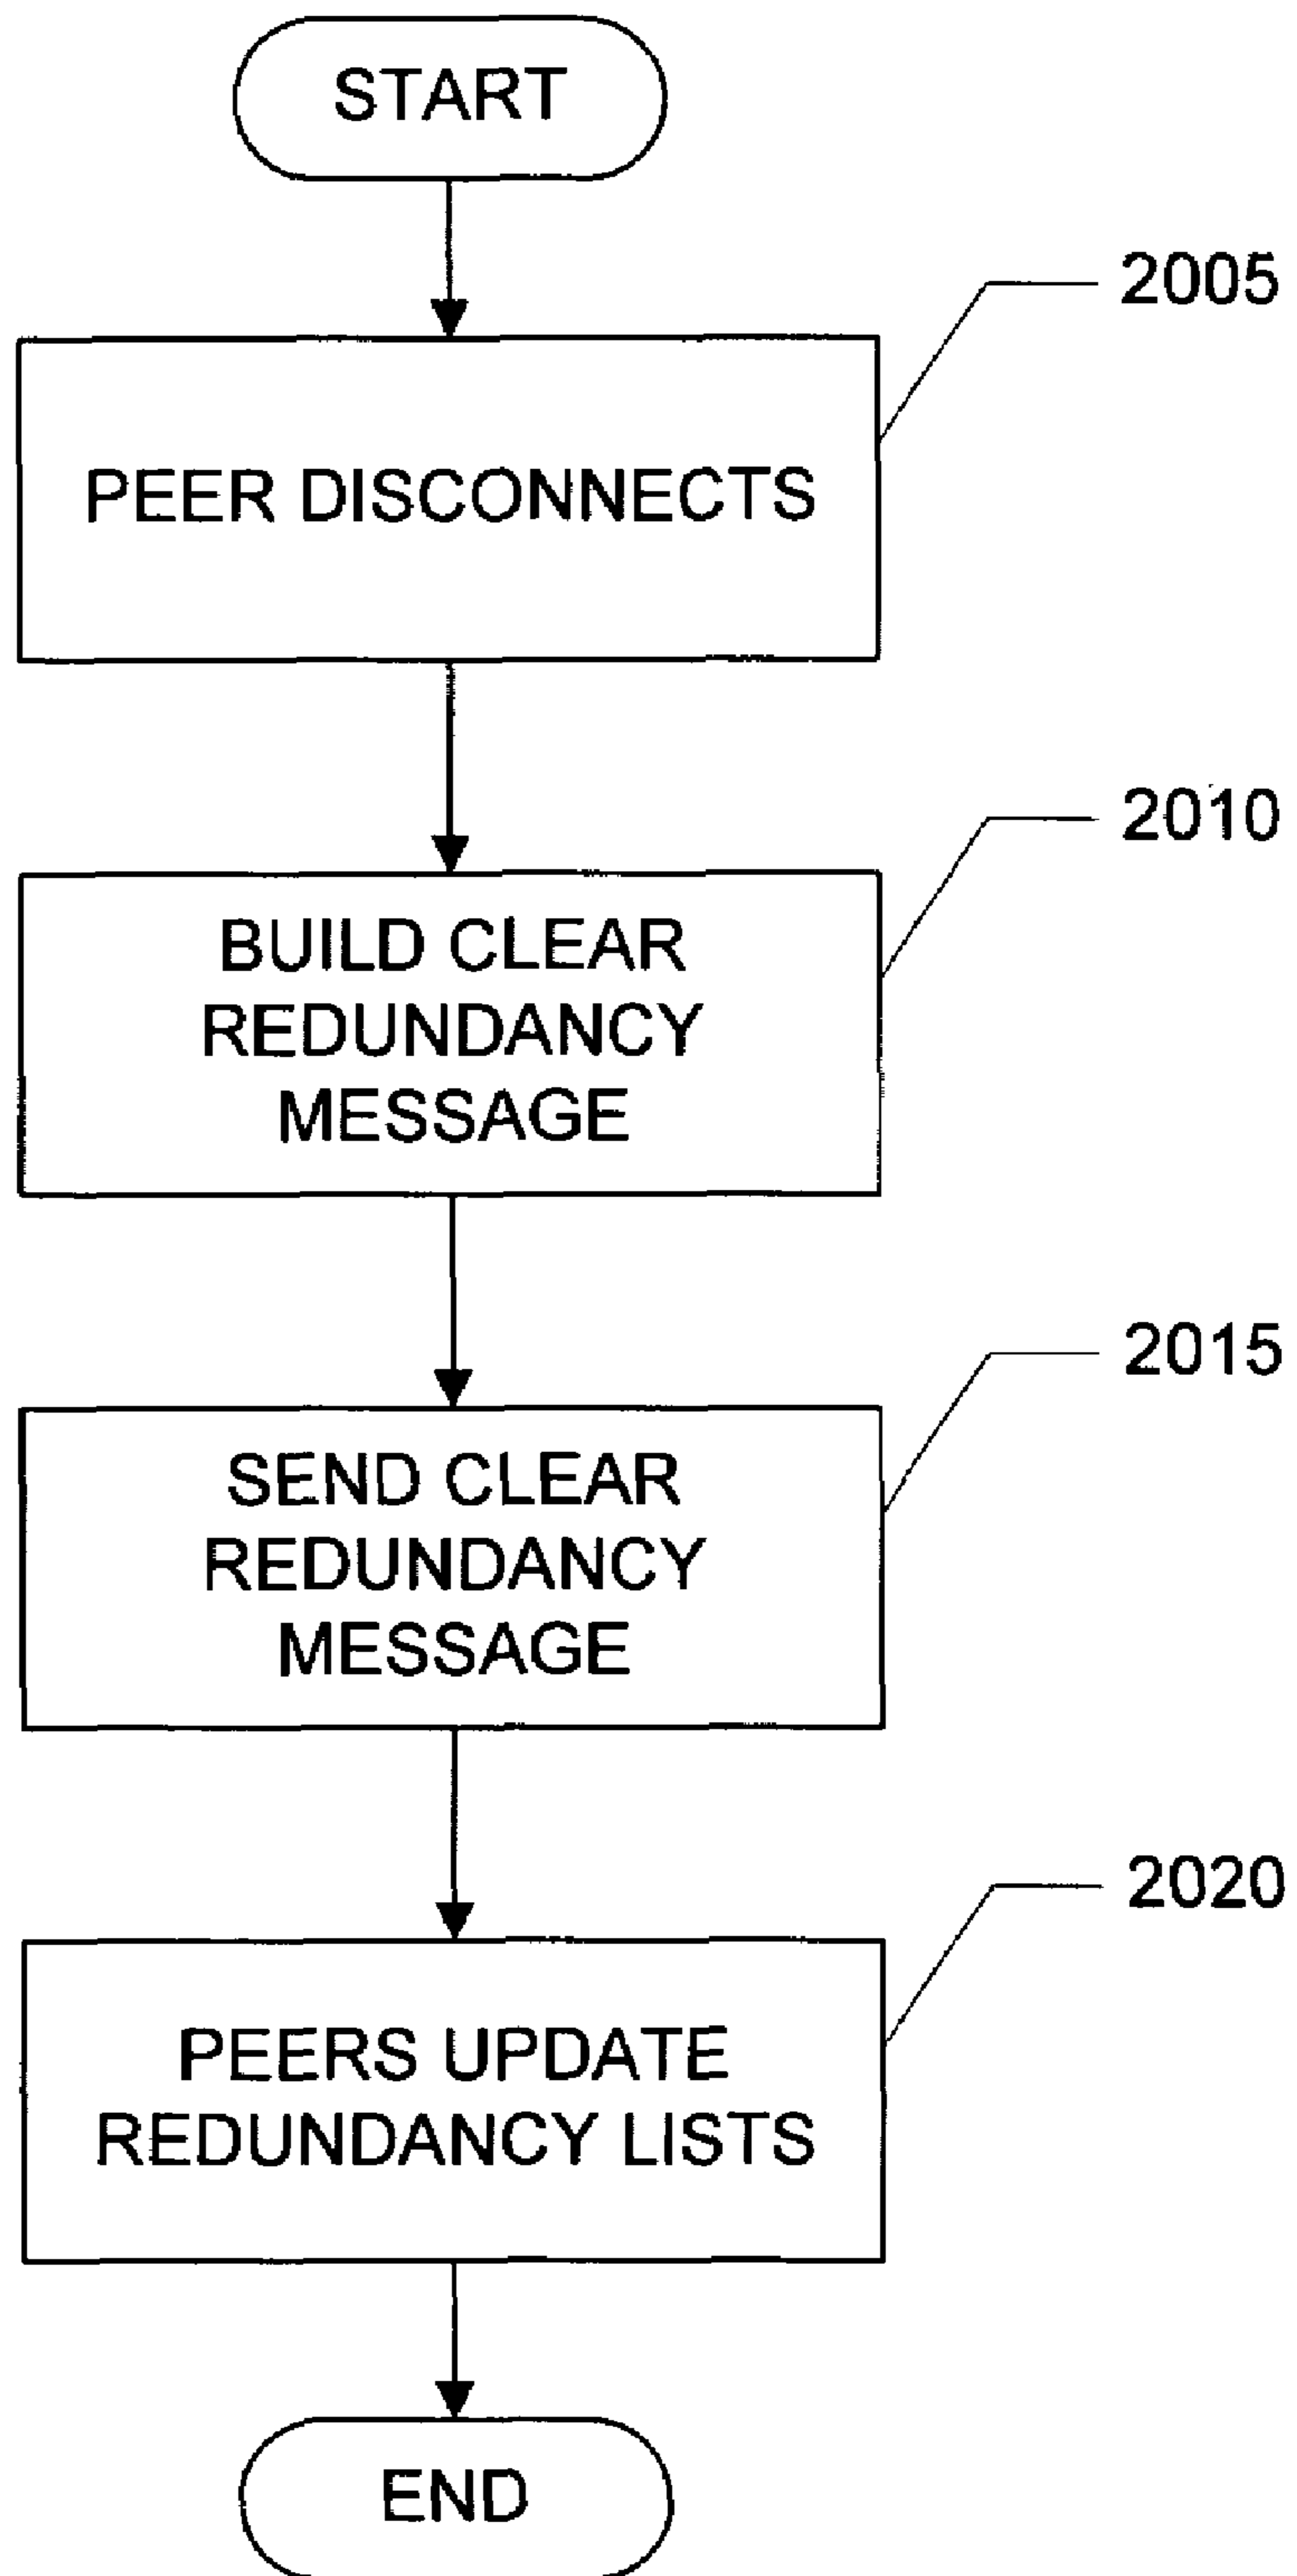 START
2005
PEER DISCONNECTS
2010
BUILD CLEAR
REDUNDANCY
MESSAGE
2015
SEND CLEAR
REDUNDANCY
MESSAGE
2020
PEERS UPDATE
REDUNDANCY LISTS
END